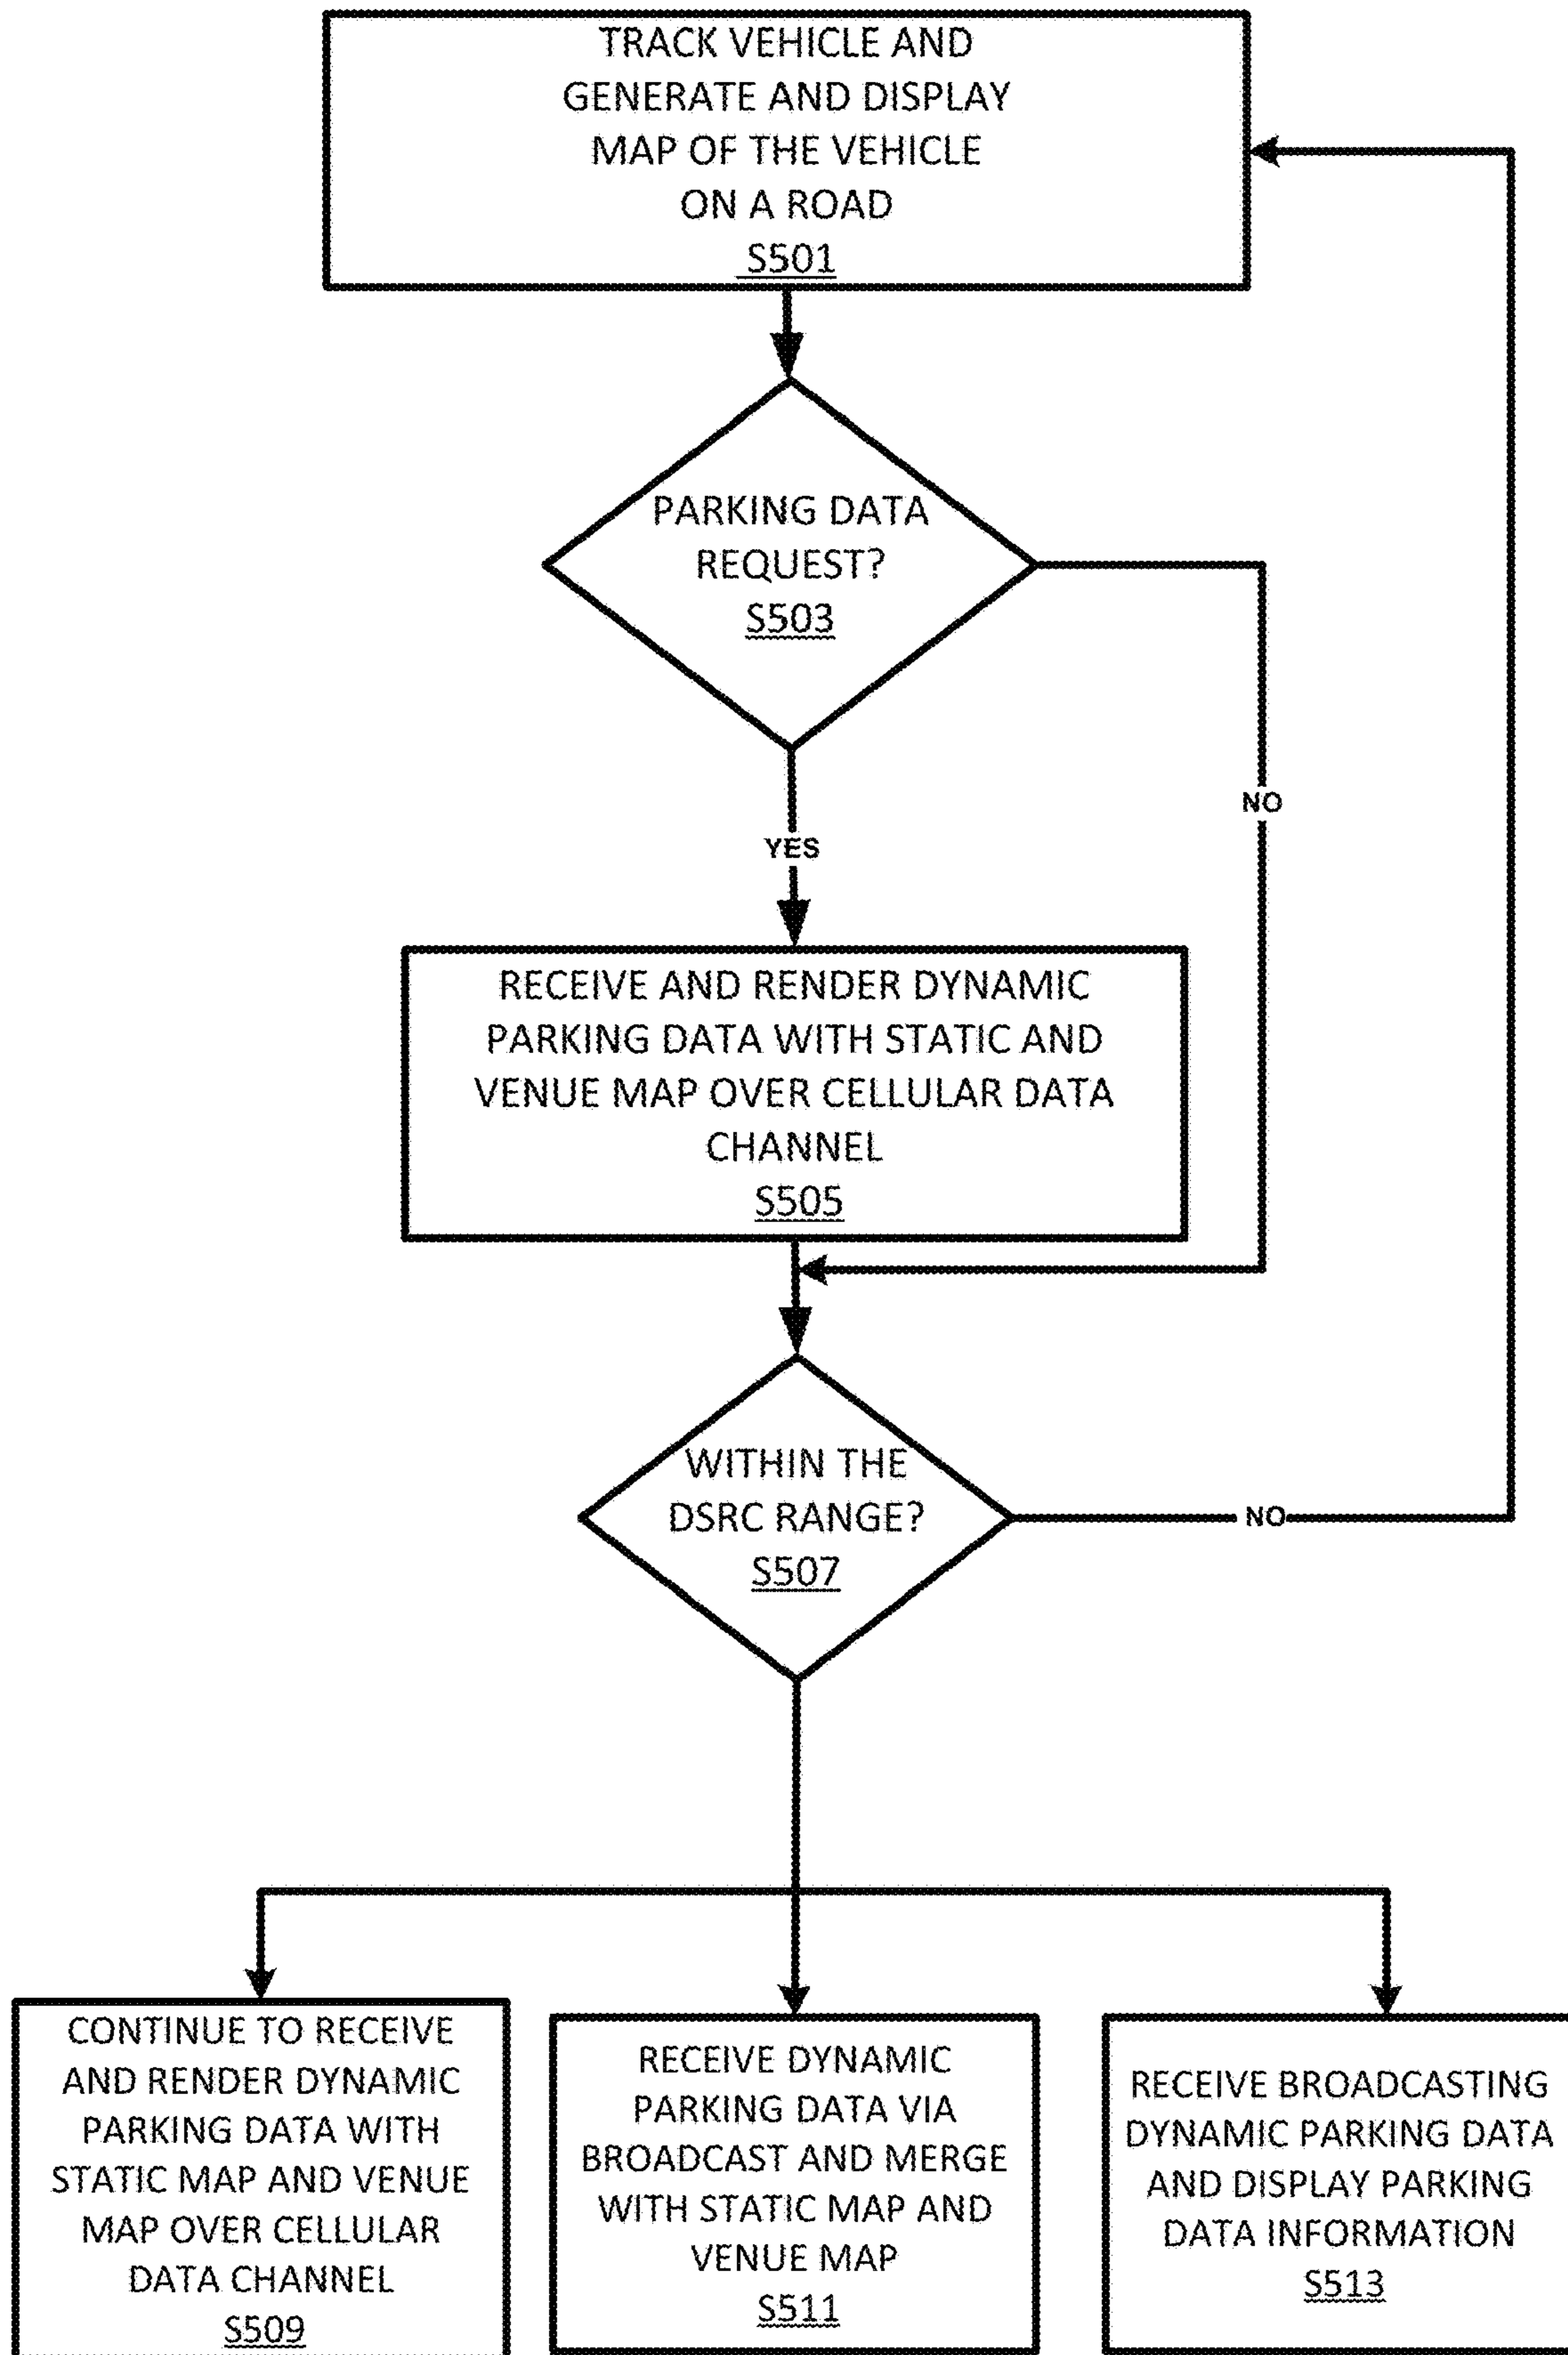 TRACK VEHICLE AND
GENERATE AND DISPLAY
MAP OF THE VEHICLE
ON A ROAD
S501
PARKING DATA
REQUEST?
S503
NO
YES
RECEIVE AND RENDER DYNAMIC
PARKING DATA WITH STATIC AND
VENUE MAP OVER CELLULAR DATA
CHANNEL
S505
WITHIN THE
DSRC RANGE?
S507
NO
CONTINUE TO RECEIVE
AND RENDER DYNAMIC
PARKING DATA WITH
STATIC MAP AND VENUE
MAP OVER CELLULAR
DATA CHANNEL
S509
RECEIVE DYNAMIC
PARKING DATA VIA
BROADCAST AND MERGE
WITH STATIC MAP AND
VENUE MAP
S511
RECEIVE BROADCASTING
DYNAMIC PARKING DATA
AND DISPLAY PARKING
DATA INFORMATION
S513